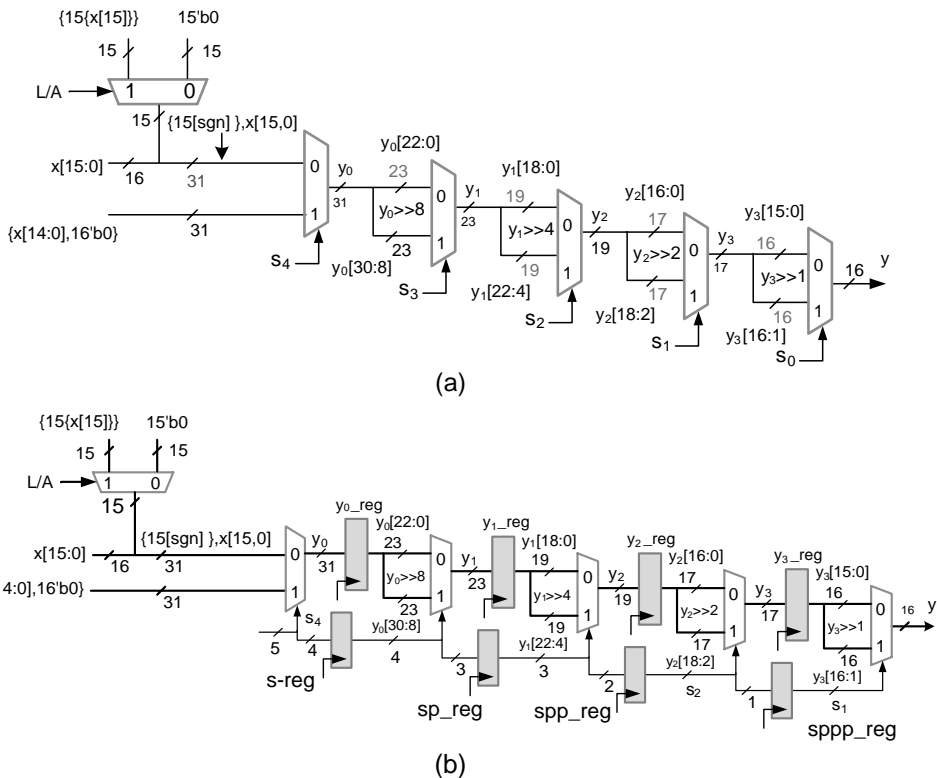 {15{x[15]}}
15'b0
15
15
L/A
1
0
15
{15[sgn] },x[15,0]
x[15:0]
16
31
{x[14:0],16'b0}
31
0
1
s4
y0
31
y0[22:0]
23
y0>>8
23
y0[30:8]
0
1
s3
y1
23
y1[18:0]
19
y1>>4
19
y1[22:4]
0
1
s2
y2
19
y2[16:0]
17
y2>>2
17
y2[18:2]
0
1
s1
y3
17
y3[15:0]
16
y3>>1
16
y3[16:1]
0
1
s0
16
y
(a)
{15{x[15]}}
15'b0
15
15
L/A
1
0
15
{15[sgn] },x[15,0]
x[15:0]
16
31
4:0],16'b0}
31
0
1
s4
5
4
s-reg
y0
31
y0_reg
y0[22:0]
23
y0>>8
23
y0[30:8]
4
0
1
3
sp_reg
y1
23
y1_reg
y1[18:0]
19
y1>>4
19
y1[22:4]
3
0
1
2
spp_reg
y2
19
y2_reg
y2[16:0]
17
y2>>2
17
y2[18:2]
s2
0
1
1
sppp_reg
y3
17
y3_reg
y3[15:0]
16
y3>>1
16
y3[16:1]
s1
0
1
16
y
(b)